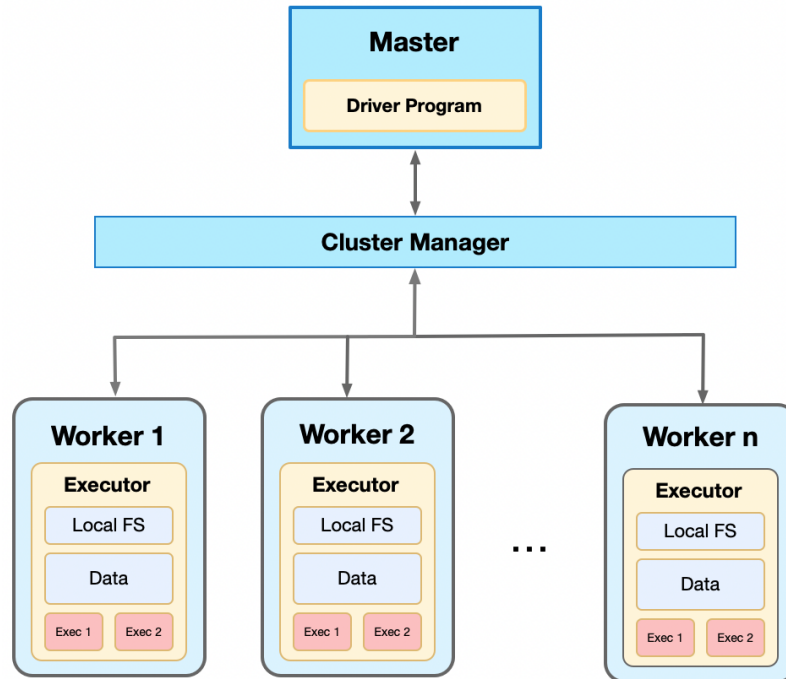 Master
Driver Program
Cluster Manager
Worker 1
Executor
Local FS
Data
Exec 1
Exec 2
Worker 2
Executor
Local FS
Data
Exec 1
Exec 2
...
Worker n
Executor
Local FS
Data
Exec 1
Exec 2